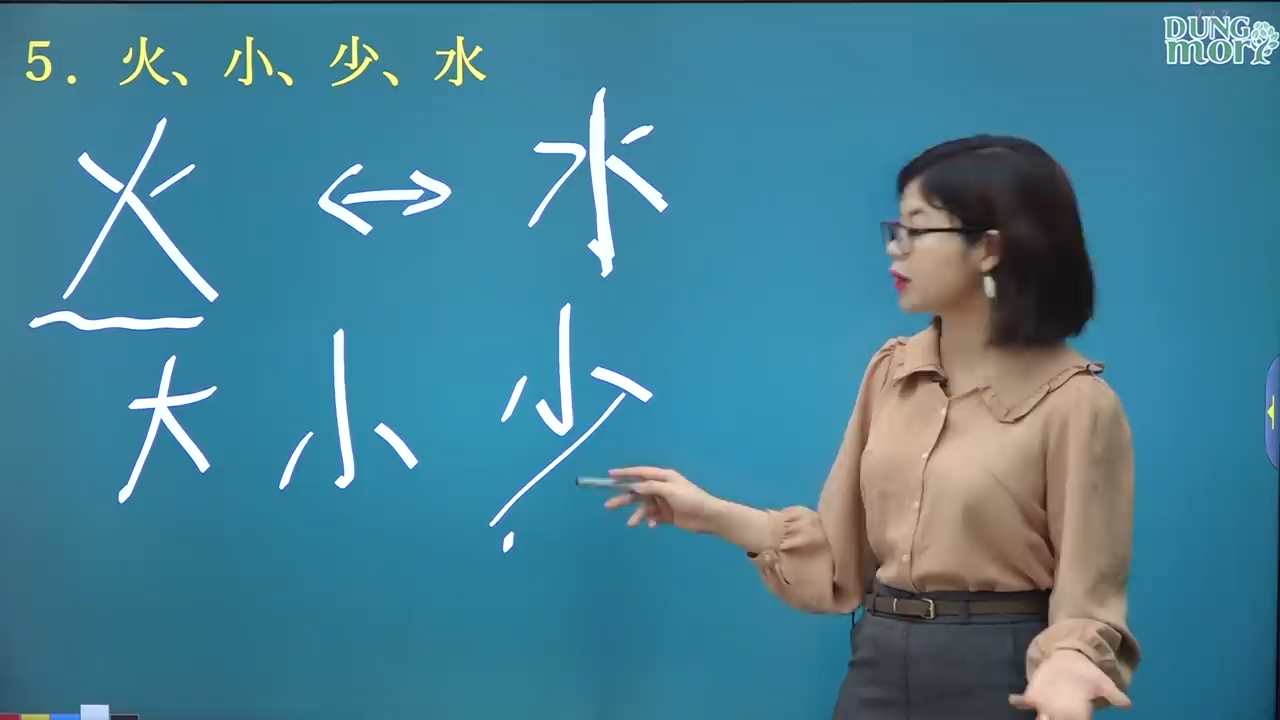 5. 火、小、少、水
DUNG
mori
火 ↔ 水
大 小 少